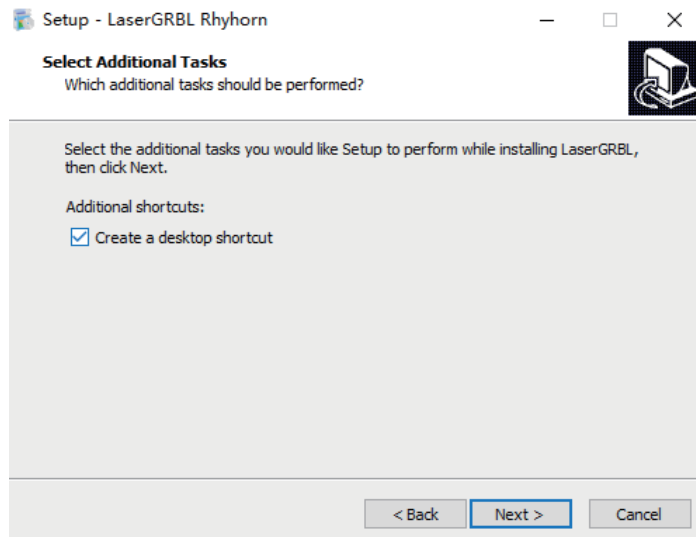 Setup - LaserGRBL Rhyhorn
Select Additional Tasks
Which additional tasks should be performed?
Select the additional tasks you would like Setup to perform while installing LaserGRBL,
then click Next.
Additional shortcuts:
Create a desktop shortcut
< Back
Next >
Cancel